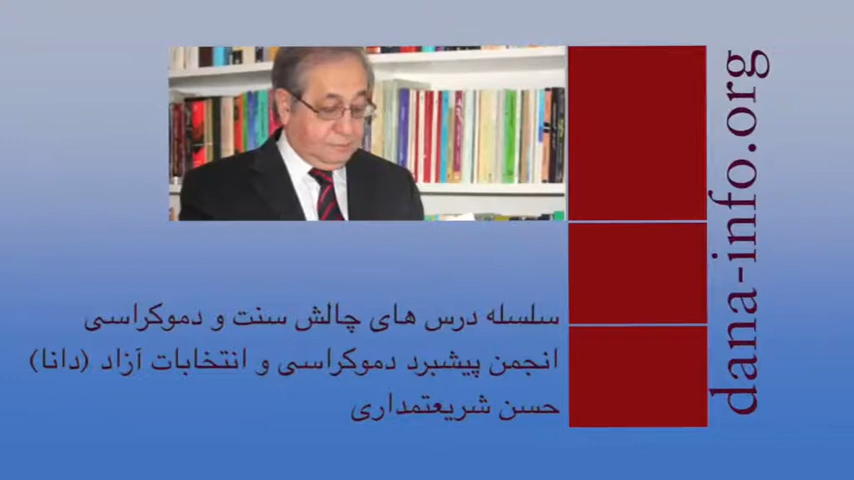 سلسله درس های چالش سنت و دموکراسی
انجمن پیشبرد دموکراسی و انتخابات آزاد (دانا)
حسن شریعتمداری
dana-info.org